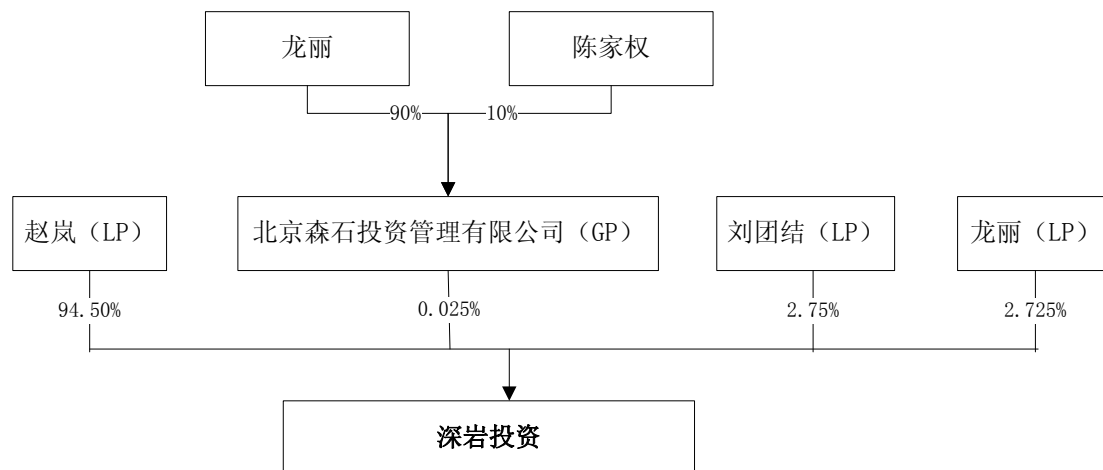 龙丽
陈家权
90%
10%
赵岚（LP）
北京森石投资管理有限公司（GP）
刘团结（LP）
龙丽（LP）
94.50%
0.025%
2.75%
2.725%
深岩投资